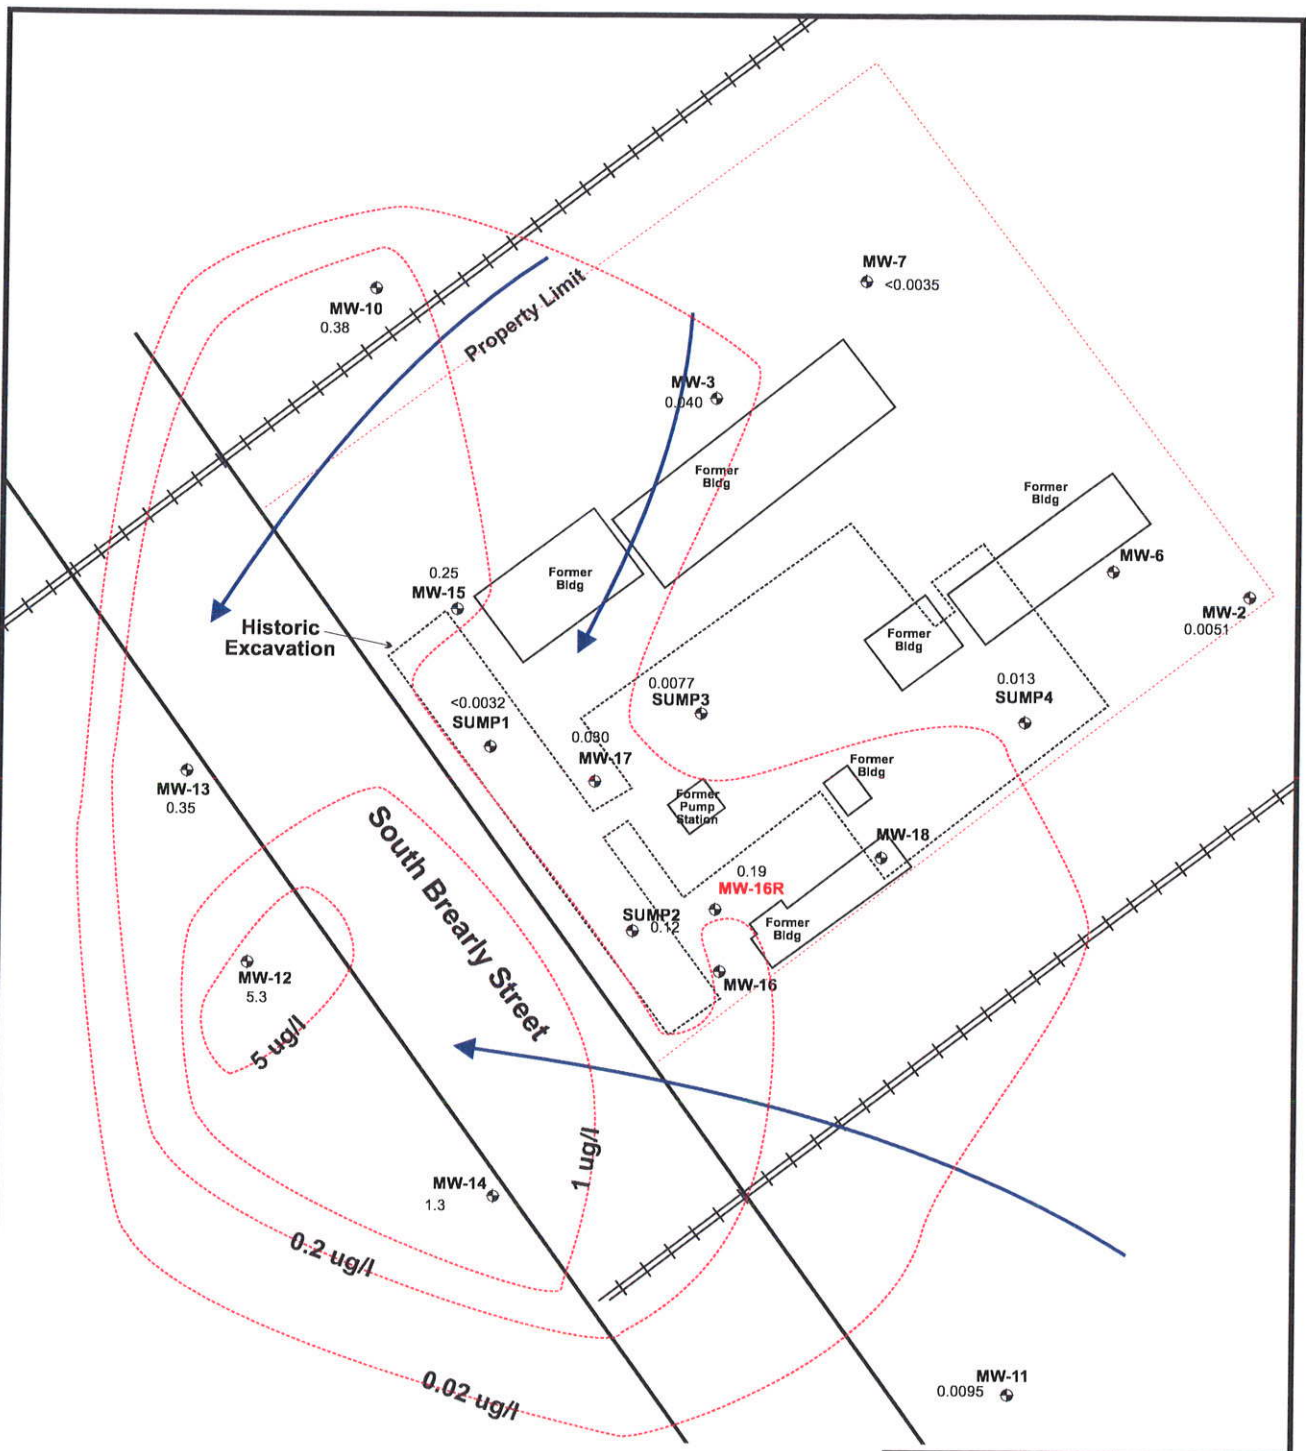 MW-7
<0.0035
MW-10
0.38
Property Limit
MW-3
0.040
Former
Bldg
Former
Bldg
MW-6
0.25
MW-15
Former
Bldg
MW-2
0.0051
Historic
Excavation
Former
Bldg
0.0077
SUMP3
0.013
SUMP4
<0.0032
SUMP1
0.030
MW-17
Former
Bldg
MW-13
0.35
Former
Pump
Station
South Brearly Street
MW-18
0.19
MW-16R
SUMP2
0.12
Former
Bldg
MW-12
5.3
MW-16
5 ug/l
1 ug/l
MW-14
1.3
0.2 ug/l
0.02 ug/l
MW-11
0.0095